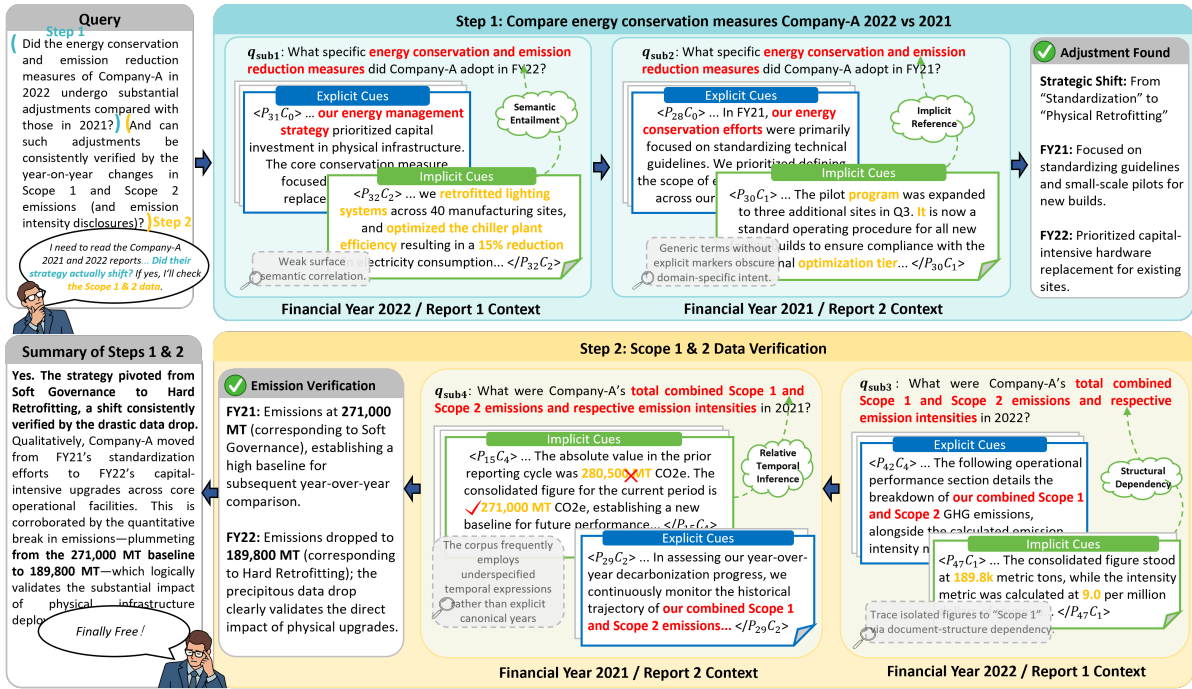 Query
Step 1
( Did the energy conservation
and emission reduction
measures of Company-A in
2022 undergo substantial
adjustments compared with
those in 2021?) (And can
such adjustments be
consistently verified by the
year-on-year changes in
Scope 1 and Scope 2
emissions (and emission
intensity disclosures)? )Step 2
I need to read the Company-A
2021 and 2022 reports... Did their
strategy actually shift? If yes, I'll check
the Scope 1 & 2 data.
Step 1: Compare energy conservation measures Company-A 2022 vs 2021
q_sub1: What specific energy conservation and emission
reduction measures did Company-A adopt in FY22?
Explicit Cues
<P31C0> ... our energy management
strategy prioritized capital
investment in physical infrastructure.
The core conservation measure
focused
replace
Semantic
Entailment
Implicit Cues
<P32C2> ... we retrofitted lighting
systems across 40 manufacturing sites,
and optimized the chiller plant
efficiency resulting in a 15% reduction
electricity consumption... </P32C2>
Weak surface
semantic correlation.
Financial Year 2022 / Report 1 Context
q_sub2: What specific energy conservation and emission
reduction measures did Company-A adopt in FY21?
Explicit Cues
<P28C0> ... In FY21, our energy
conservation efforts were primarily
focused on standardizing technical
guidelines. We prioritized defining
the scope of
across our
Implicit
Reference
Implicit Cues
<P30C1> ... The pilot program was expanded
to three additional sites in Q3. It is now a
standard operating procedure for all new
uilds to ensure compliance with the
nal optimization tier... </P30C1>
Generic terms without
explicit markers obscure
domain-specific intent.
Financial Year 2021 / Report 2 Context
Adjustment Found
Strategic Shift: From
"Standardization" to
"Physical Retrofitting"
FY21: Focused on
standardizing guidelines
and small-scale pilots for
new builds.
FY22: Prioritized capital-
intensive hardware
replacement for existing
sites.
Summary of Steps 1 & 2
Yes. The strategy pivoted from
Soft Governance to Hard
Retrofitting, a shift consistently
verified by the drastic data drop.
Qualitatively, Company-A moved
from FY21's standardization
efforts to FY22's capital-
intensive upgrades across core
operational facilities. This is
corroborated by the quantitative
break in emissions—plummeting
from the 271,000 MT baseline
to 189,800 MT—which logically
validates the substantial impact
of physical infrastructure
deploy
Finally Free!
Step 2: Scope 1 & 2 Data Verification
Emission Verification
FY21: Emissions at 271,000
MT (corresponding to Soft
Governance), establishing a
high baseline for
subsequent year-over-year
comparison.
FY22: Emissions dropped to
189,800 MT (corresponding
to Hard Retrofitting); the
precipitous data drop
clearly validates the direct
impact of physical upgrades.
q_sub4: What were Company-A's total combined Scope 1 and
Scope 2 emissions and respective emission intensities in 2021?
Implicit Cues
<P15C4> ... The absolute value in the prior
reporting cycle was 280,500 MT CO2e. The
consolidated figure for the current period is
271,000 MT CO2e, establishing a new
baseline for future performance... </P15C4>
Relative
Temporal
Inference
The corpus frequently
employs
underspecified
temporal expressions
rather than explicit
canonical years
Explicit Cues
<P29C2> ... In assessing our year-over-
year decarbonization progress, we
continuously monitor the historical
trajectory of our combined Scope 1
and Scope 2 emissions... </P29C2>
Financial Year 2021 / Report 2 Context
q_sub3: What were Company-A's total combined
Scope 1 and Scope 2 emissions and respective
emission intensities in 2022?
Explicit Cues
<P42C4> ... The following operational
performance section details the
breakdown of our combined Scope 1
and Scope 2 GHG emissions,
alongside the calculated emission
intensity m
Structural
Dependency
Implicit Cues
<P47C1> ... The consolidated figure stood
at 189.8k metric tons, while the intensity
metric was calculated at 9.0 per million
</P47C1>
Trace isolated figures to "Scope 1"
via document-structure dependency.
Financial Year 2022 / Report 1 Context